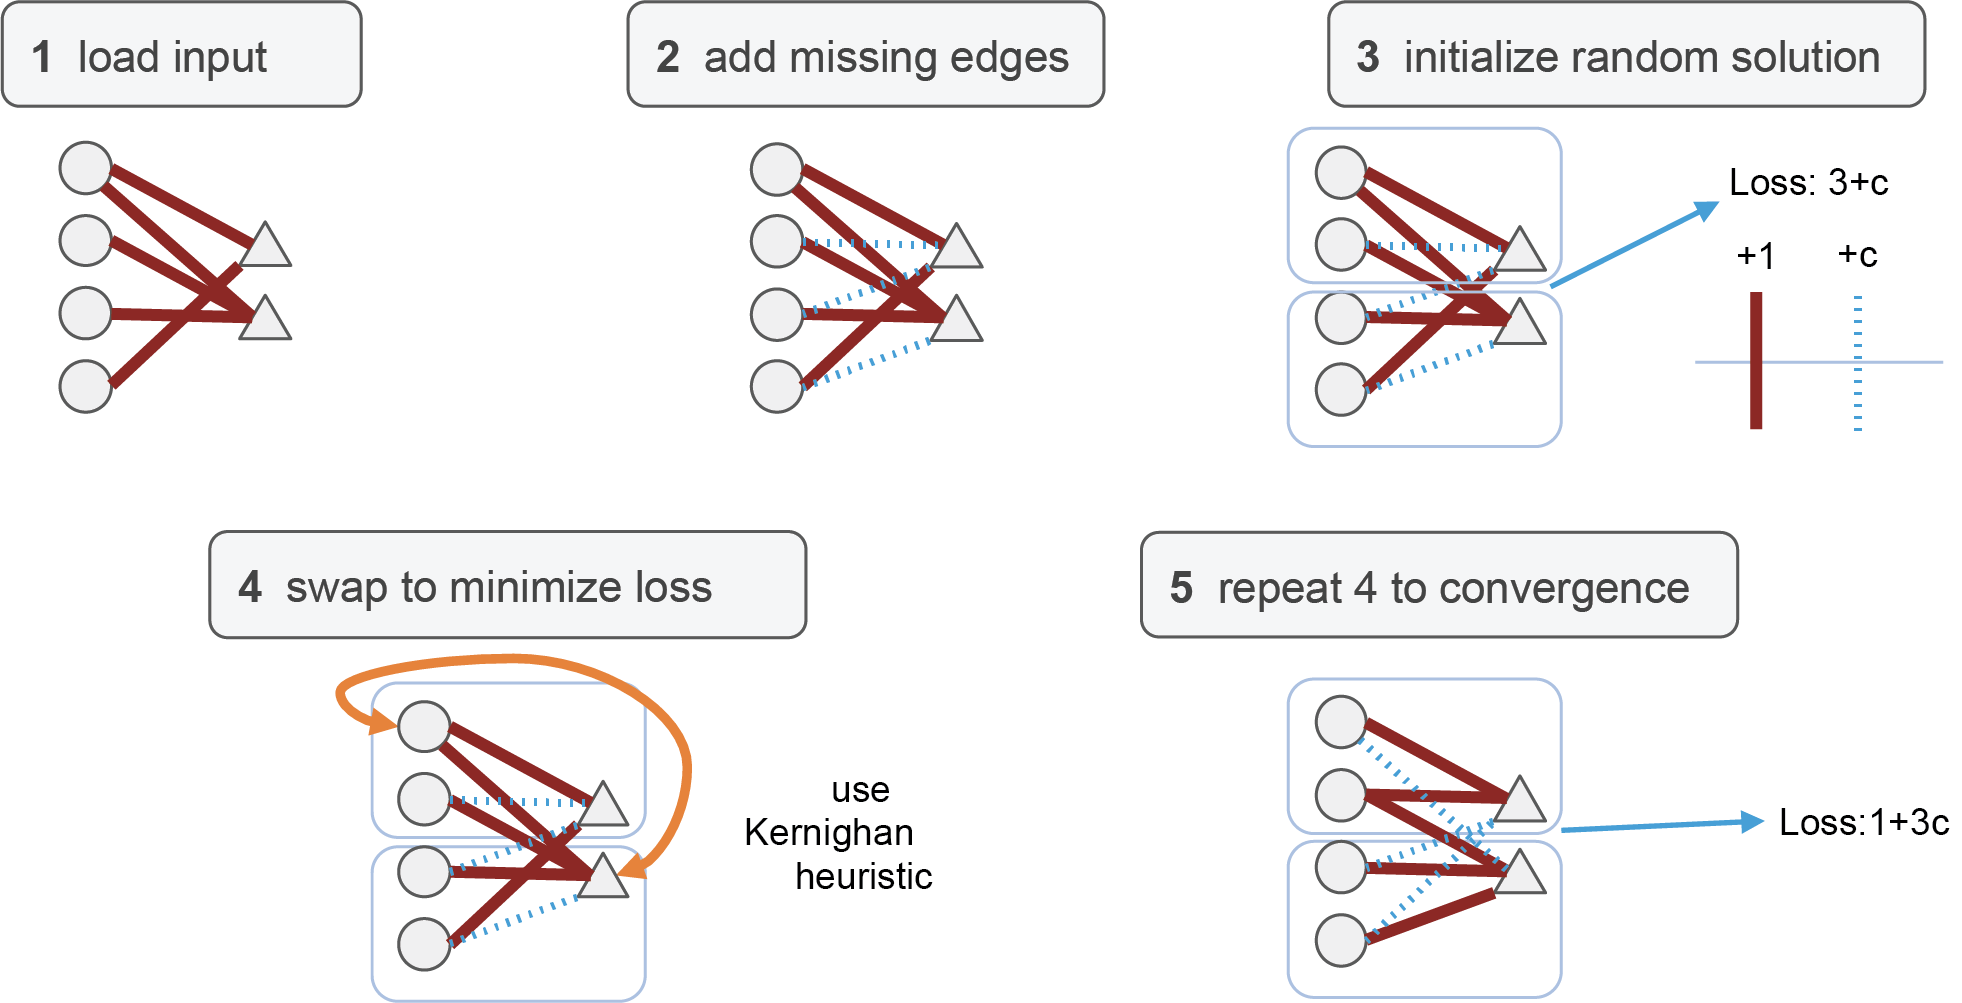 1 load input
2 add missing edges
3 initialize random solution
Loss: 3+c
+1 +c
4 swap to minimize loss
5 repeat 4 to convergence
use
Kernighan
heuristic
Loss:1+3c